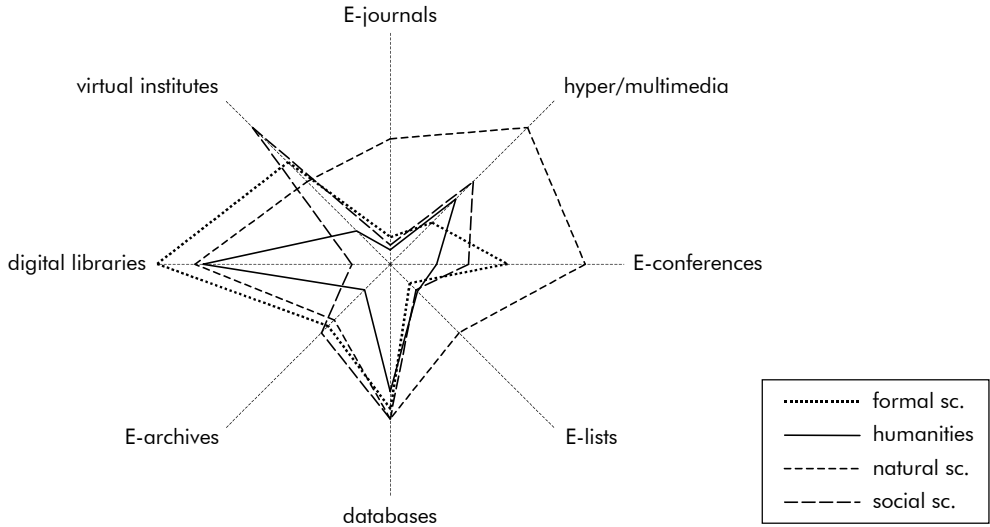 E-journals
virtual institutes
hyper/multimedia
digital libraries
E-conferences
E-archives
E-lists
databases
formal sc.
humanities
natural sc.
social sc.